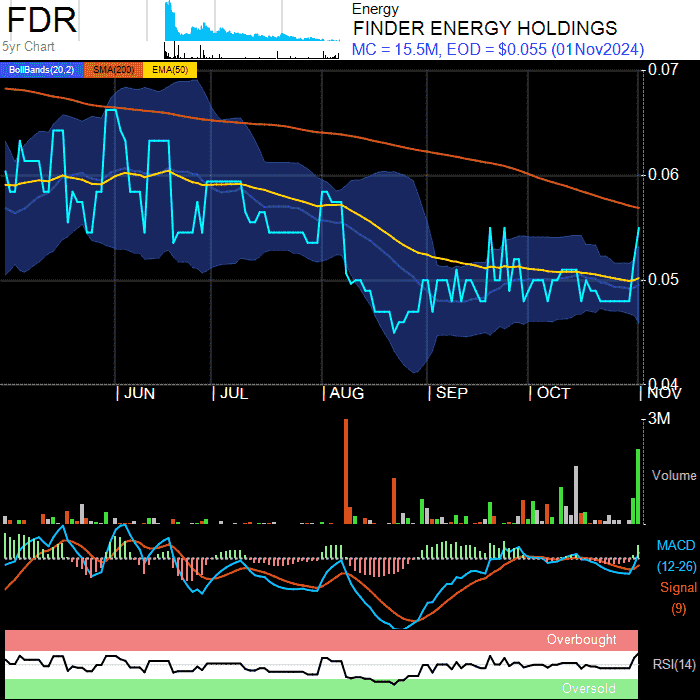 FDR
Energy
FINDER ENERGY HOLDINGS
5yr Chart
MC = 15.5M, EOD = $0.055 (01Nov2024)
BollBands(20,2) SMA(200) EMA(50)
0.07
0.06
0.05
0.04
JUN JUL AUG SEP OCT NOV
3M
Volume
MACD
(12-26)
Signal
(9)
Overbought
RSI(14)
Oversold